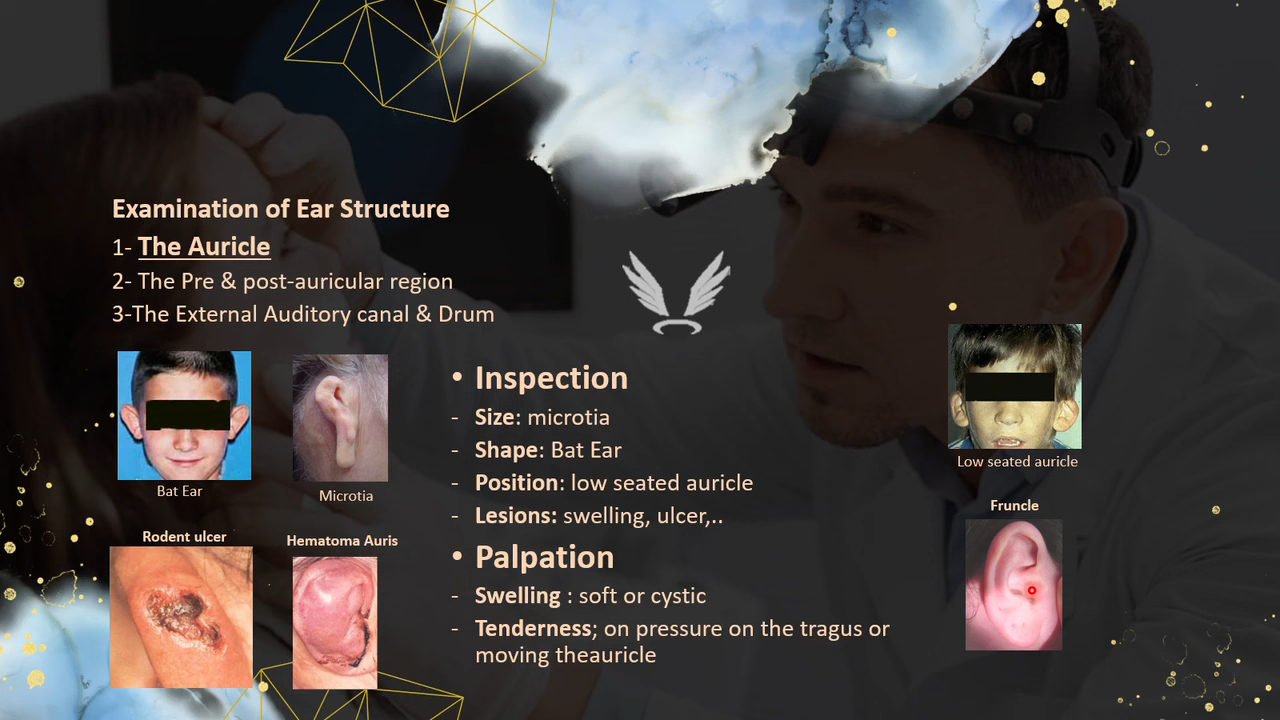 Examination of Ear Structure
1- The Auricle
2- The Pre & post-auricular region
3-The External Auditory canal & Drum
Bat Ear
Microtia
Rodent ulcer
Hematoma Auris
• Inspection
- Size: microtia
- Shape: Bat Ear
- Position: low seated auricle
- Lesions: swelling, ulcer,..
• Palpation
- Swelling : soft or cystic
- Tenderness; on pressure on the tragus or
moving theauricle
Low seated auricle
Fruncle